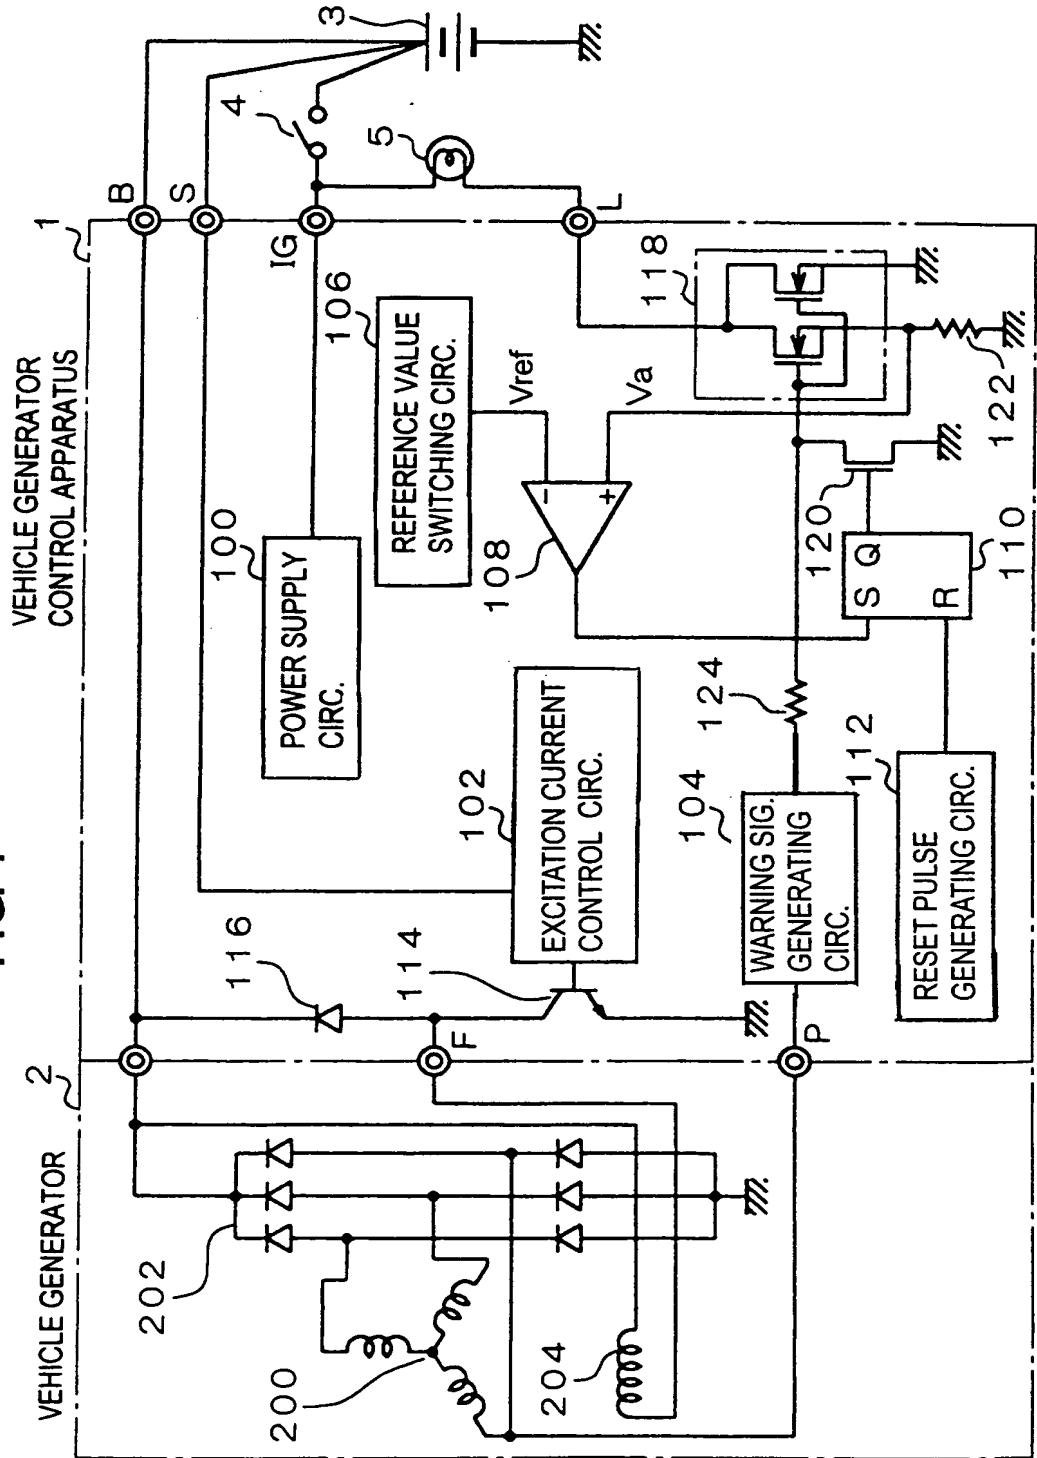 VEHICLE GENERATOR
CONTROL APPARATUS
VEHICLE GENERATOR
1
2
3
4
5
B
S
IG
L
F
P
100
POWER SUPPLY
CIRC.
106
REFERENCE VALUE
SWITCHING CIRC.
Vref
Va
-
+
108
102
EXCITATION CURRENT
CONTROL CIRC.
104
WARNING SIG.
GENERATING
CIRC.
112
RESET PULSE
GENERATING CIRC.
S Q
R
110
114
116
118
120
122
124
200
202
204